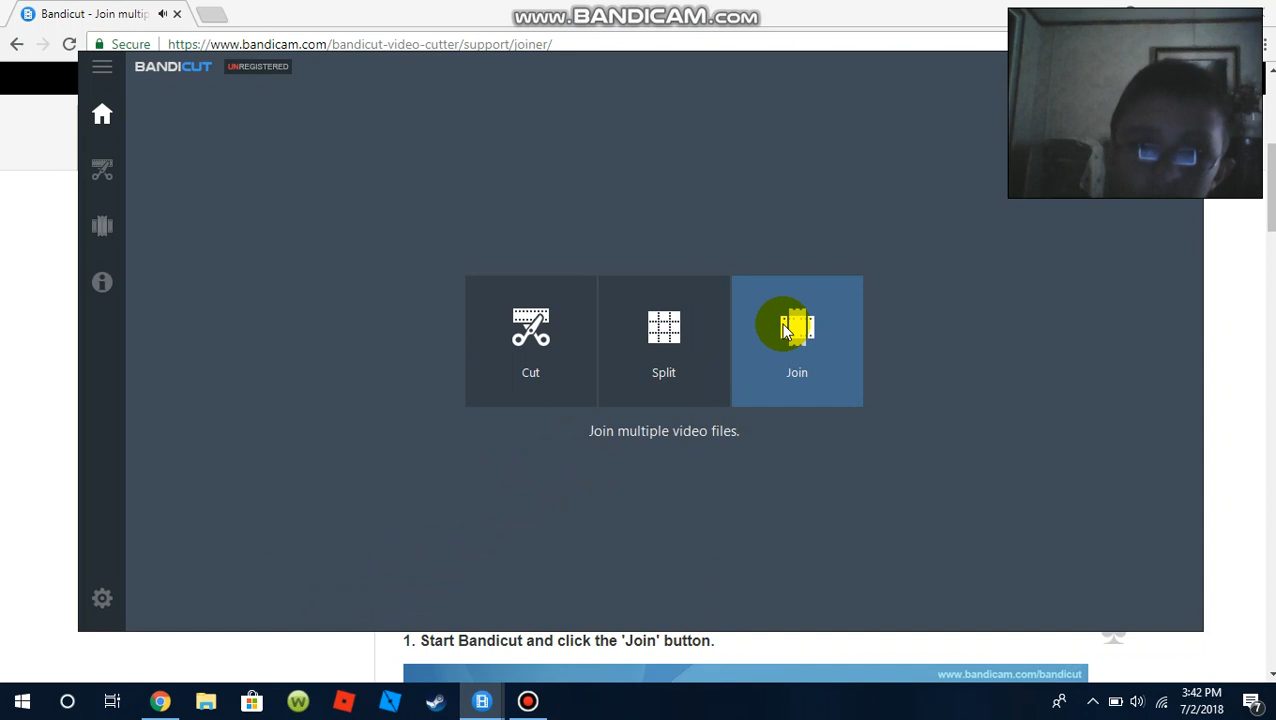 Bandicut - Join multip
www.BANDICAM.com
Secure
https://www.bandicam.com/bandicut-video-cutter/support/joiner/
BANDICUT
UNREGISTERED
Cut
Split
Join
Join multiple video files.
1. Start Bandicut and click the 'Join' button.
www.bandicam.com/bandicut
3:42 PM
7/2/2018
7